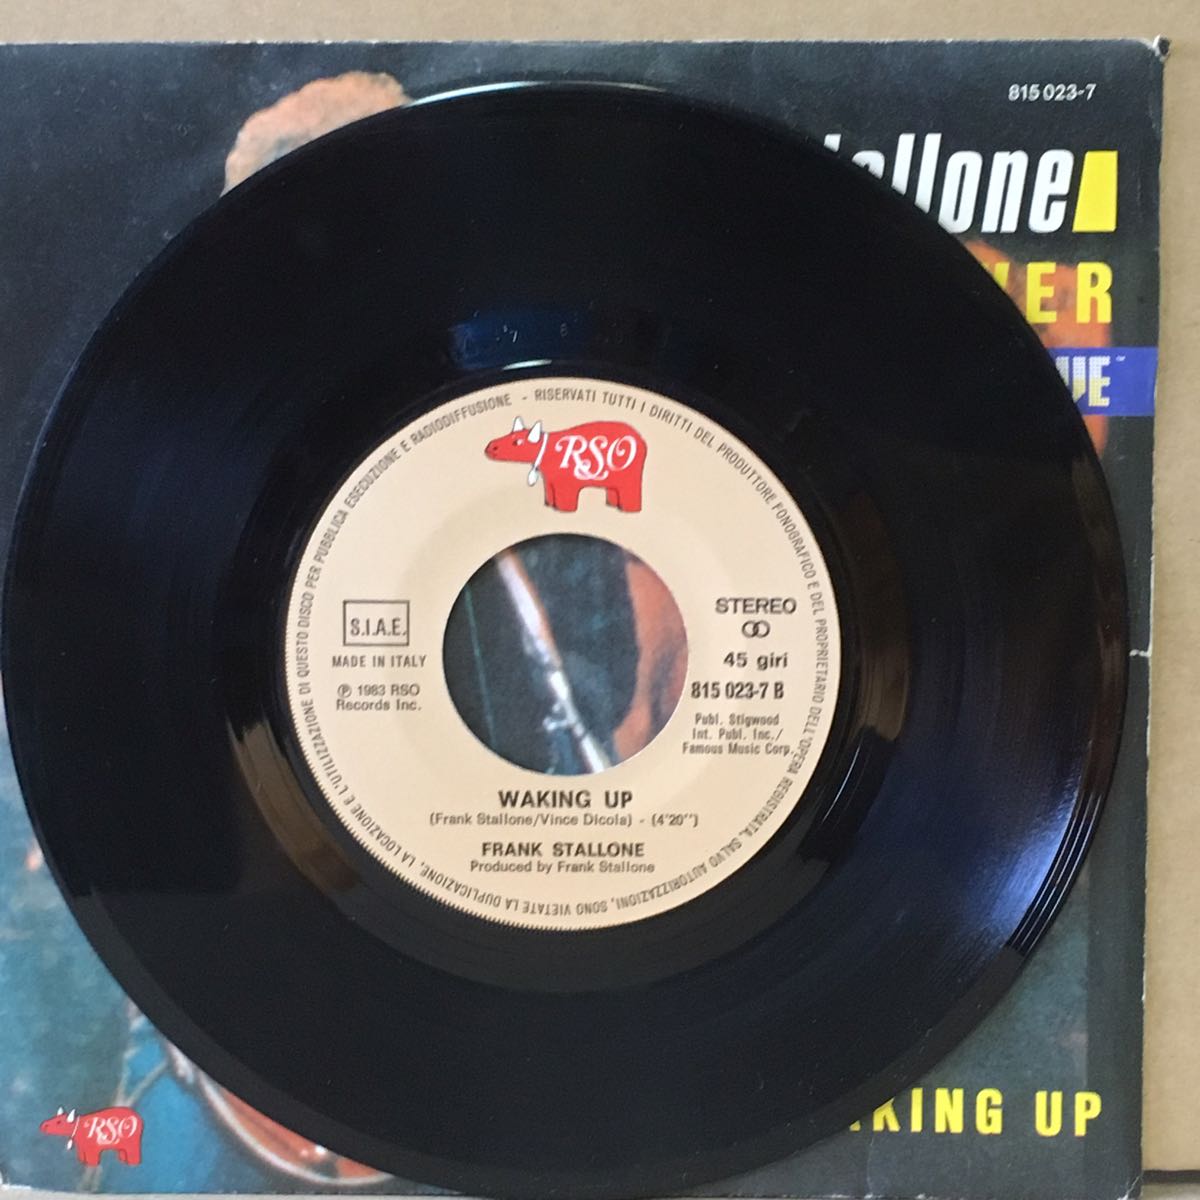 815 023-7
allone
VER
IVE™
RISERVATI TUTTI I DIRITTI DEL PRODUTTORE FONOGRAFICO E DEL PROPRIETARIO DELL'OPERA REGISTRATA. SALVO AUTORIZZAZIONI, SONO VIETATE LA DUPLICAZIONE, LA LOCAZIONE E L'UTILIZZAZIONE DI QUESTO DISCO PER PUBBLICA ESECUZIONE E RADIODIFFUSIONE -
RSO
S.I.A.E.
MADE IN ITALY
℗ 1983 RSO
Records Inc.
STEREO
45 giri
815 023-7 B
Publ. Stigwood
Int. Publ. Inc./
Famous Music Corp.
WAKING UP
(Frank Stallone/Vince Dicola) - (4'20'')
FRANK STALLONE
Produced by Frank Stallone
RSO
KING UP